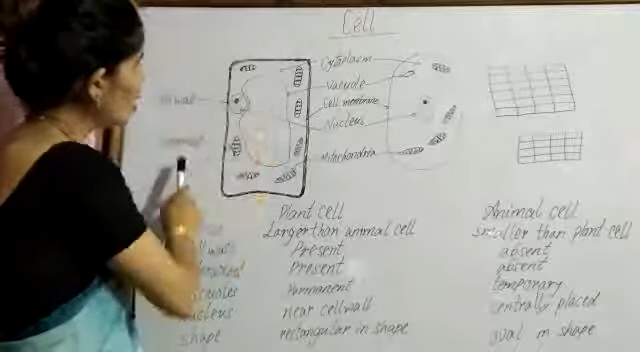 Cell
Cytoplasm
Vacuole
Cell membrane
Nucleus
Mitochondria
Plant cell Animal cell
Larger than animal cell smaller than plant cell
Present absent
Present absent
Permanent temporary
near cell wall centrally placed
shape rectangular in shape oval in shape